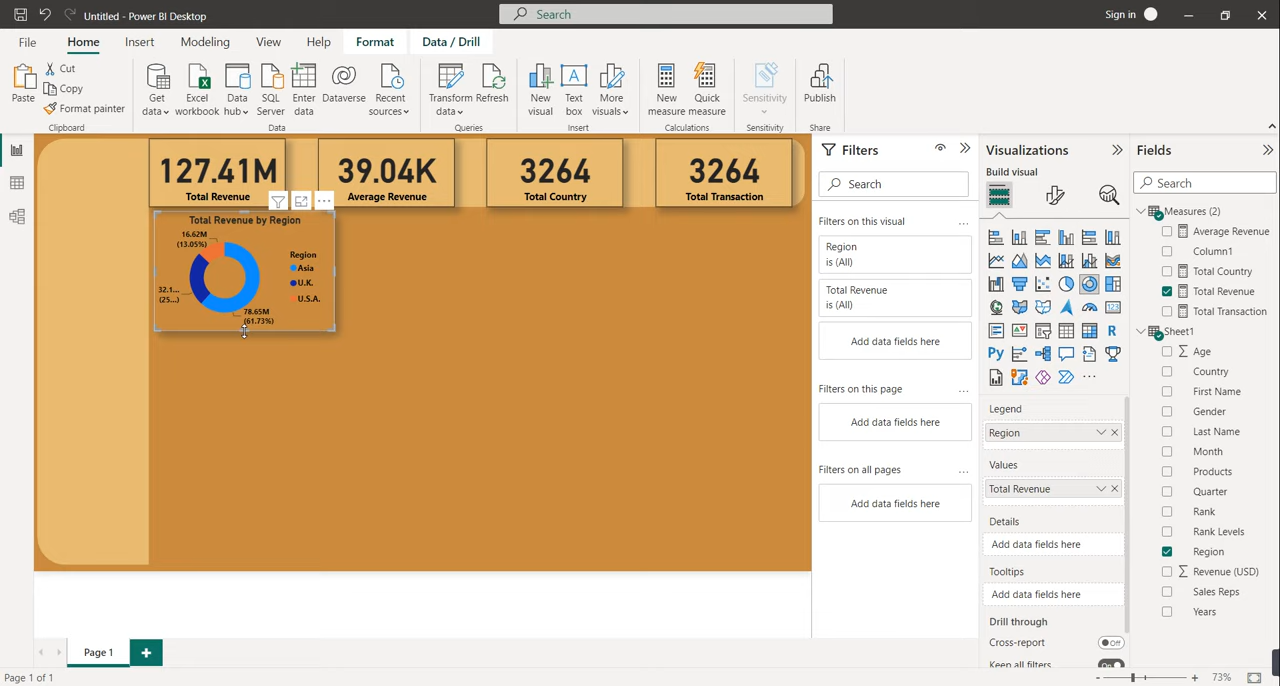 Untitled - Power BI Desktop
Search
Sign in
File
Home
Insert
Modeling
View
Help
Format
Data / Drill
Paste
Cut
Copy
Format painter
Clipboard
Get data
Excel workbook
Data hub
SQL Server
Enter data
Dataverse
Recent sources
Data
Transform data
Refresh
Queries
New visual
Text box
More visuals
Insert
New measure
Quick measure
Calculations
Sensitivity
Sensitivity
Publish
Share
127.41M
Total Revenue
39.04K
Average Revenue
3264
Total Country
3264
Total Transaction
Total Revenue by Region
16.62M
(13.05%)
32.1...
(25...)
78.65M
(61.73%)
Region
Asia
U.K.
U.S.A.
Filters
Search
Filters on this visual
...
Region
is (All)
Total Revenue
is (All)
Add data fields here
Filters on this page
...
Add data fields here
Filters on all pages
...
Add data fields here
Visualizations
Build visual
R
Py
123
...
Legend
Region
Values
Total Revenue
Details
Add data fields here
Tooltips
Add data fields here
Drill through
Cross-report
Off
Keep all filters
On
Fields
Search
Measures (2)
Average Revenue
Column1
Total Country
Total Revenue
Total Transaction
Sheet1
Age
Country
First Name
Gender
Last Name
Month
Products
Quarter
Rank
Rank Levels
Region
Revenue (USD)
Sales Reps
Years
Page 1
Page 1 of 1
- + 73%